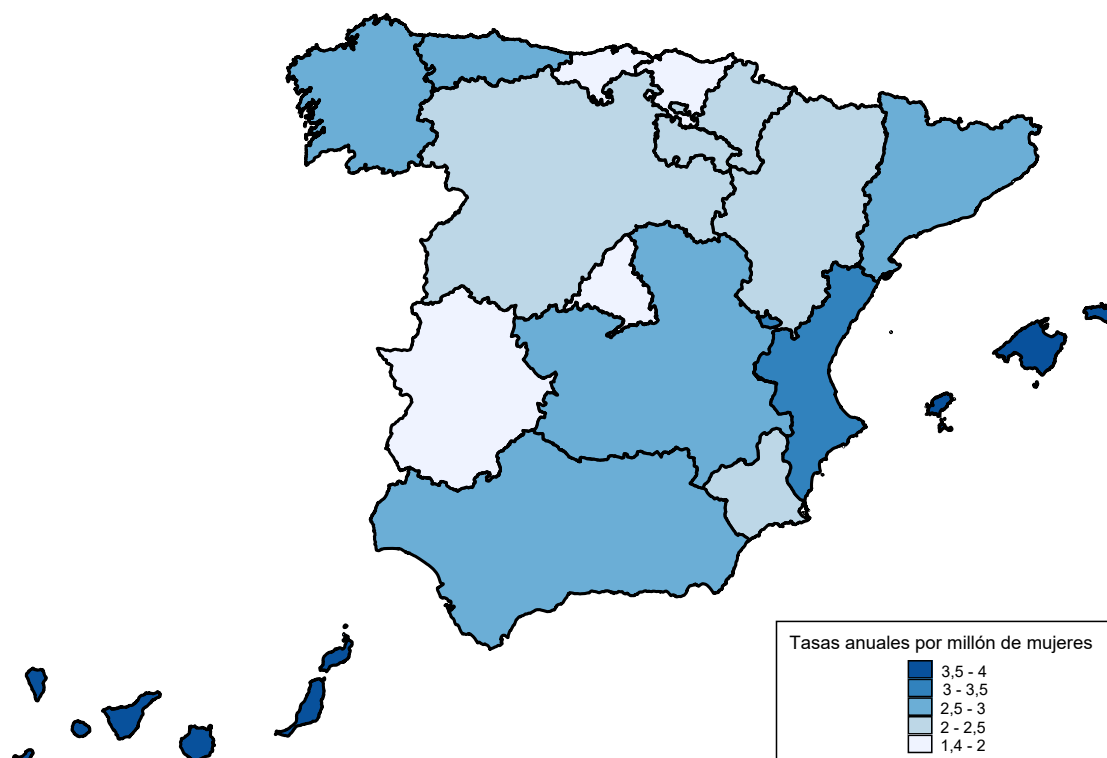 Tasas anuales por millón de mujeres
3,5 - 4
3 - 3,5
2,5 - 3
2 - 2,5
1,4 - 2